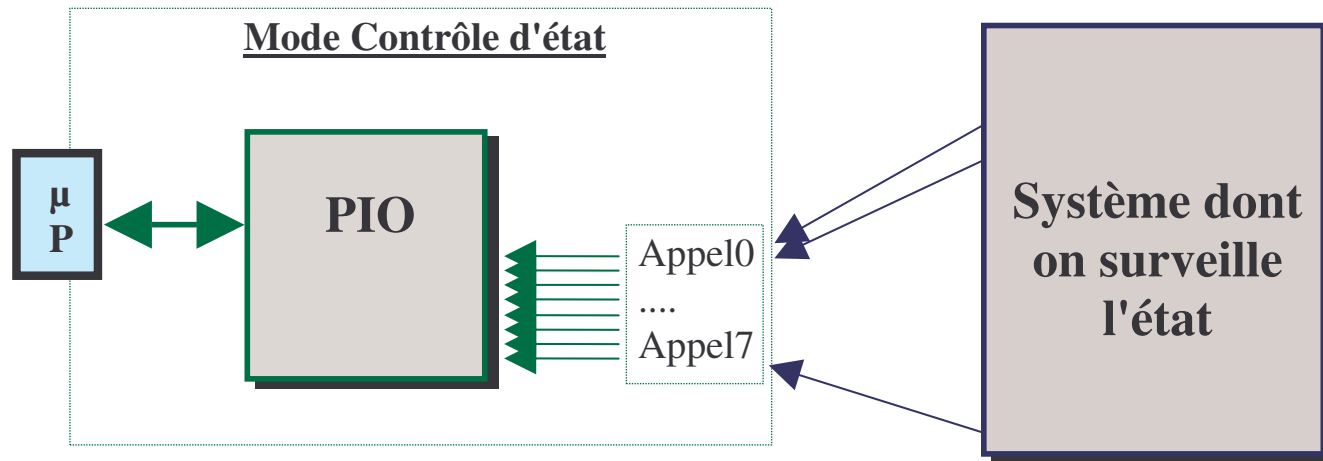 Mode Contrôle d'état
µ
P
PIO
Appel0
....
Appel7
Système dont
on surveille
l'état